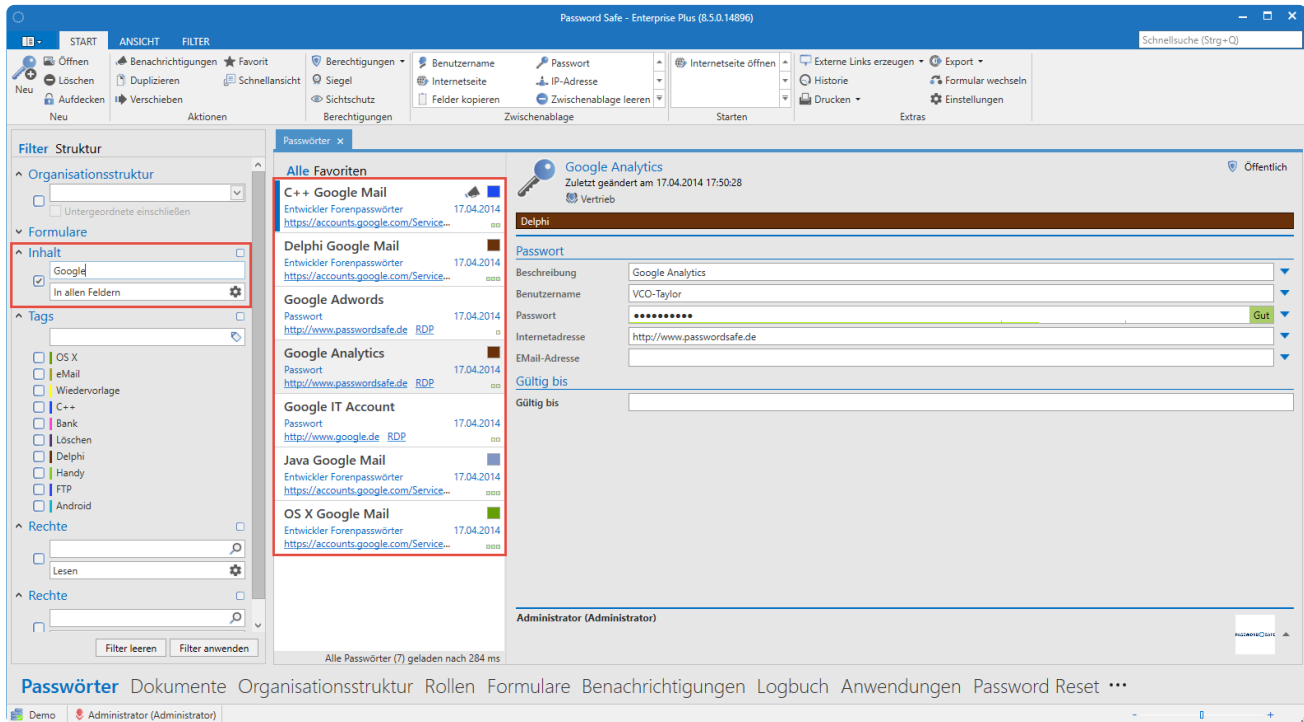 Password Safe - Enterprise Plus (8.5.0.14896)
START ANSICHT FILTER
Schnellsuche (Strg+Q)
Neu
Öffnen
Löschen
Aufdecken
Neu
Benachrichtigungen Favorit
Duplizieren Schnellansicht
Verschieben
Aktionen
Berechtigungen
Siegel
Sichtschutz
Berechtigungen
Benutzername Passwort
Internetseite IP-Adresse
Felder kopieren Zwischenablage leeren
Zwischenablage
Internetseite öffnen
Starten
Externe Links erzeugen Export
Historie Formular wechseln
Drucken Einstellungen
Extras
Filter Struktur
Organisationsstruktur
Untergeordnete einschließen
Formulare
Inhalt
Google
In allen Feldern
Tags
OS X
eMail
Wiedervorlage
C++
Bank
Löschen
Delphi
Handy
FTP
Android
Rechte
Lesen
Rechte
Filter leeren Filter anwenden
Passwörter x
Alle Favoriten
C++ Google Mail
Entwickler Forenpasswörter 17.04.2014
https://accounts.google.com/Service...
Delphi Google Mail
Entwickler Forenpasswörter 17.04.2014
https://accounts.google.com/Service...
Google Adwords
Passwort 17.04.2014
http://www.passwordsafe.de RDP
Google Analytics
Passwort 17.04.2014
http://www.passwordsafe.de RDP
Google IT Account
Passwort 17.04.2014
http://www.google.de RDP
Java Google Mail
Entwickler Forenpasswörter 17.04.2014
https://accounts.google.com/Service...
OS X Google Mail
Entwickler Forenpasswörter 17.04.2014
https://accounts.google.com/Service...
Alle Passwörter (7) geladen nach 284 ms
Google Analytics
Öffentlich
Zuletzt geändert am 17.04.2014 17:50:28
Vertrieb
Delphi
Passwort
Beschreibung Google Analytics
Benutzername VCO-Taylor
Passwort ●●●●●●●●●● Gut
Internetadresse http://www.passwordsafe.de
EMail-Adresse
Gültig bis
Gültig bis
Administrator (Administrator)
PASSWORD SAFE
Passwörter Dokumente Organisationsstruktur Rollen Formulare Benachrichtigungen Logbuch Anwendungen Password Reset ...
Demo Administrator (Administrator)